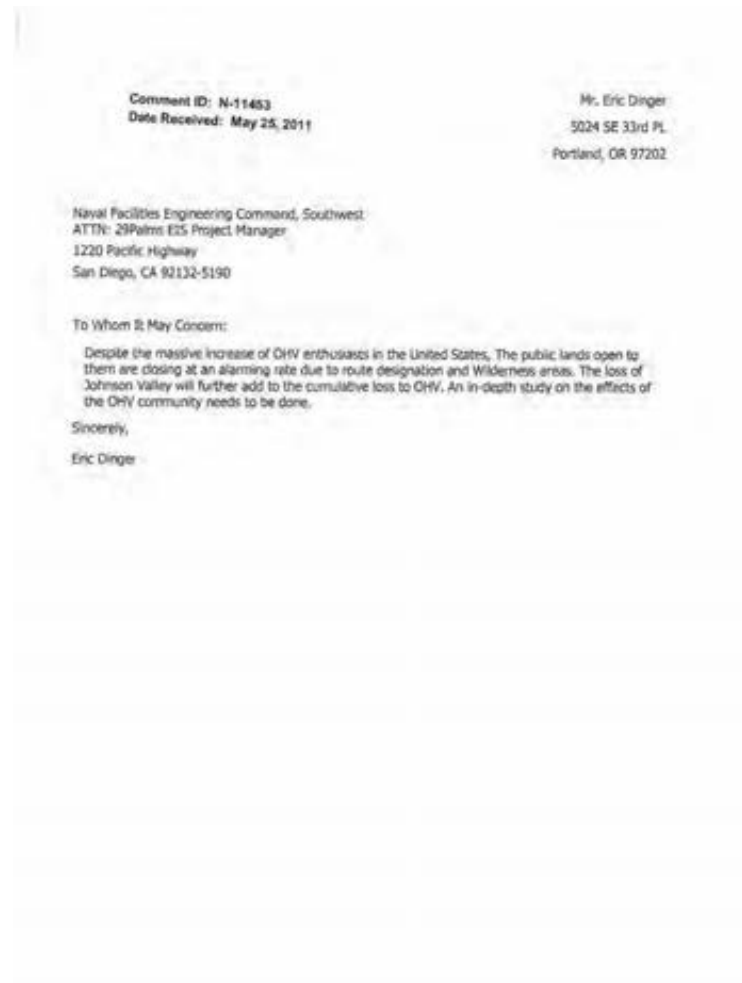 Comment ID: N-11453
Date Received: May 25, 2011
Mr. Eric Dinger
5024 SE 33rd PL
Portland, OR 97202
Naval Facilities Engineering Command, Southwest
ATTN: 29Palms EIS Project Manager
1220 Pacific Highway
San Diego, CA 92132-5190
To Whom It May Concern:
Despite the massive increase of OHV enthusiasts in the United States, The public lands open to
them are closing at an alarming rate due to route designation and Wilderness areas. The loss of
Johnson Valley will further add to the cumulative loss to OHV. An in-depth study on the effects of
the OHV community needs to be done.
Sincerely,
Eric Dinger